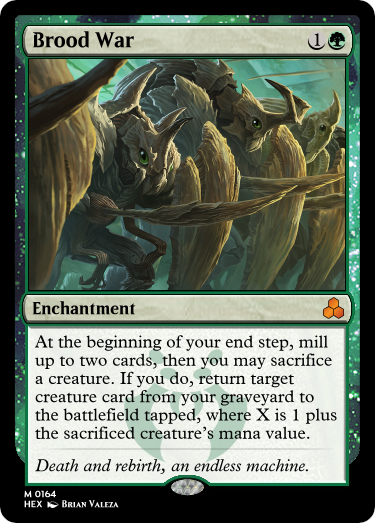 Brood War 1
Enchantment
At the beginning of your end step, mill
up to two cards, then you may sacrifice
a creature. If you do, return target
creature card from your graveyard to
the battlefield tapped, where X is 1 plus
the sacrificed creature's mana value.
Death and rebirth, an endless machine.
M 0164
HEX Brian Valeza